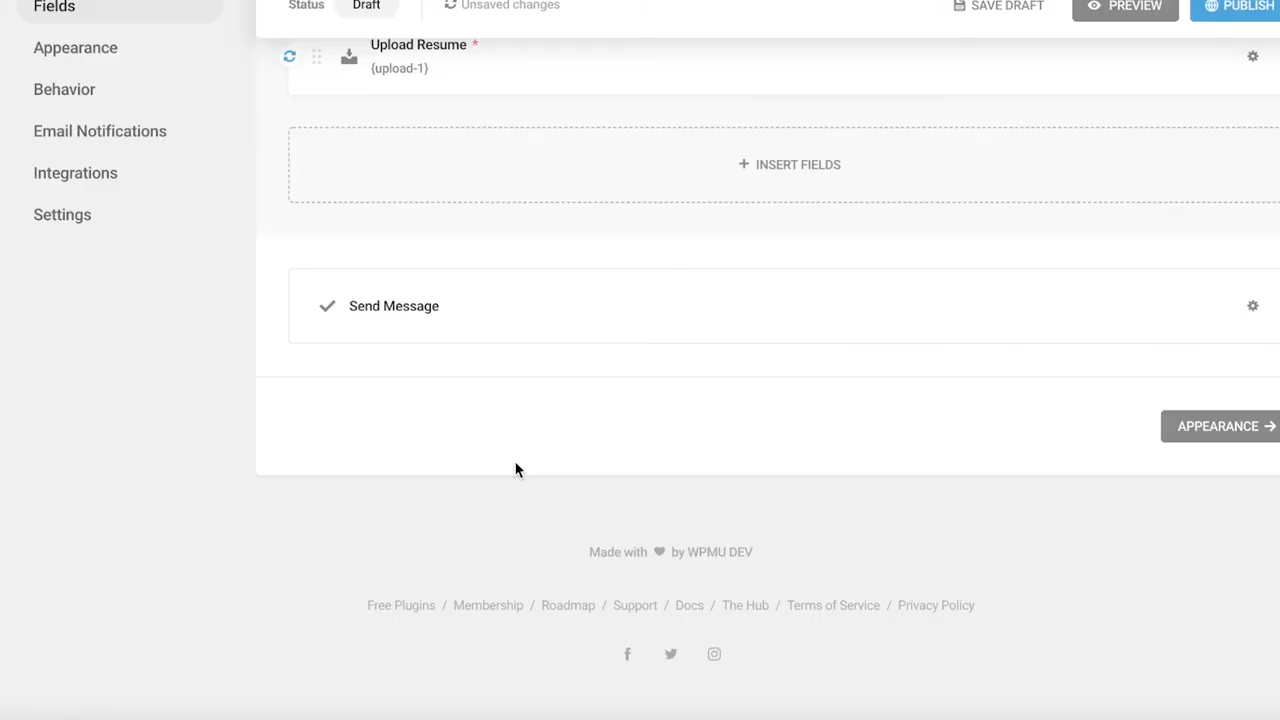 Fields
Status Draft Unsaved changes SAVE DRAFT PREVIEW PUBLISH
Upload Resume *
{upload-1}
Appearance
Behavior
Email Notifications
Integrations
Settings
+ INSERT FIELDS
Send Message
APPEARANCE →
Made with ♥ by WPMU DEV
Free Plugins / Membership / Roadmap / Support / Docs / The Hub / Terms of Service / Privacy Policy